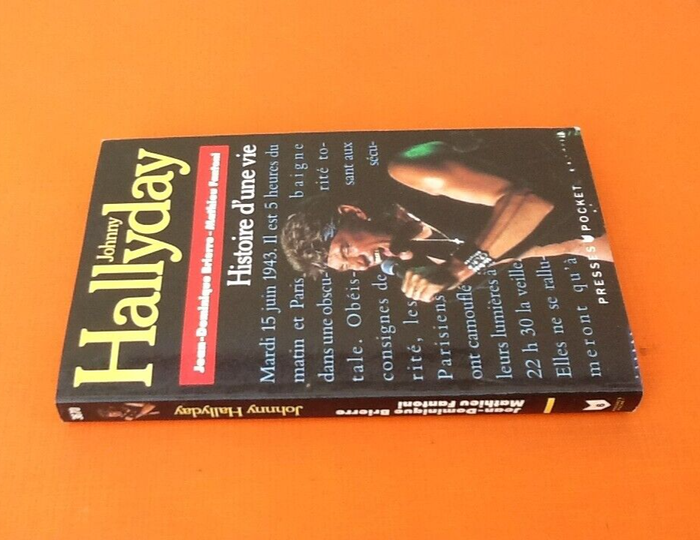 Johnny
Hallyday
Jean-Dominique Brierre - Mathieu Fantoni
Histoire d'une vie
Mardi 15 juin 1943. Il est 5 heures du
matin et Paris baigne
dans une obscu- rité to-
tale. Obéis- sant aux
consignes de sécu-
rité, les
Parisiens
ont camouflé
leurs lumières à
22 h 30 la veille.
Elles ne se rallu-
meront qu'à
PRESSES POCKET
Johnny Hallyday
Jean-Dominique Brierre
Mathieu Fantoni